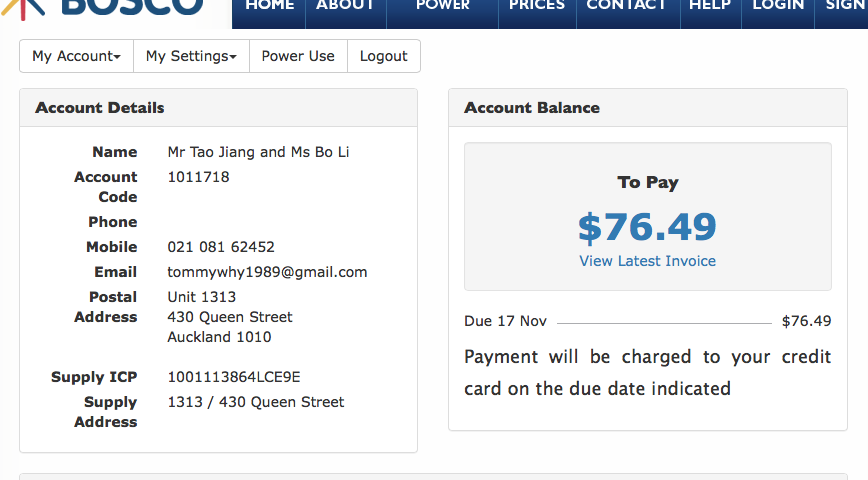 BOSCO
HOME ABOUT POWER PRICES CONTACT HELP LOGIN SIGN
My Account My Settings Power Use Logout
Account Details
Name Mr Tao Jiang and Ms Bo Li
Account 1011718
Code
Phone
Mobile 021 081 62452
Email tommywhy1989@gmail.com
Postal Unit 1313
Address 430 Queen Street
Auckland 1010
Supply ICP 1001113864LCE9E
Supply 1313 / 430 Queen Street
Address
Account Balance
To Pay
$76.49
View Latest Invoice
Due 17 Nov $76.49
Payment will be charged to your credit
card on the due date indicated